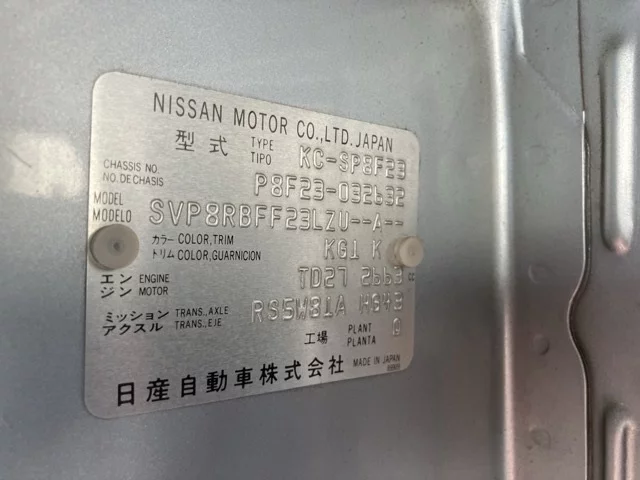 NISSAN MOTOR CO., LTD. JAPAN
型式 TYPE TIPO KC-SP8F23
CHASSIS NO. NO. DE CHASIS P8F23-032632
MODEL MODELO SVP8RBFF23LZU--A--
カラー COLOR, TRIM
トリム COLOR, GUARNICION KG1 K
エンジン ENGINE MOTOR TD27 2663 cc
ミッション TRANS., AXLE
アクスル TRANS., EJE RS5W81A HS43
工場 PLANT PLANTA Q
日産自動車株式会社 MADE IN JAPAN